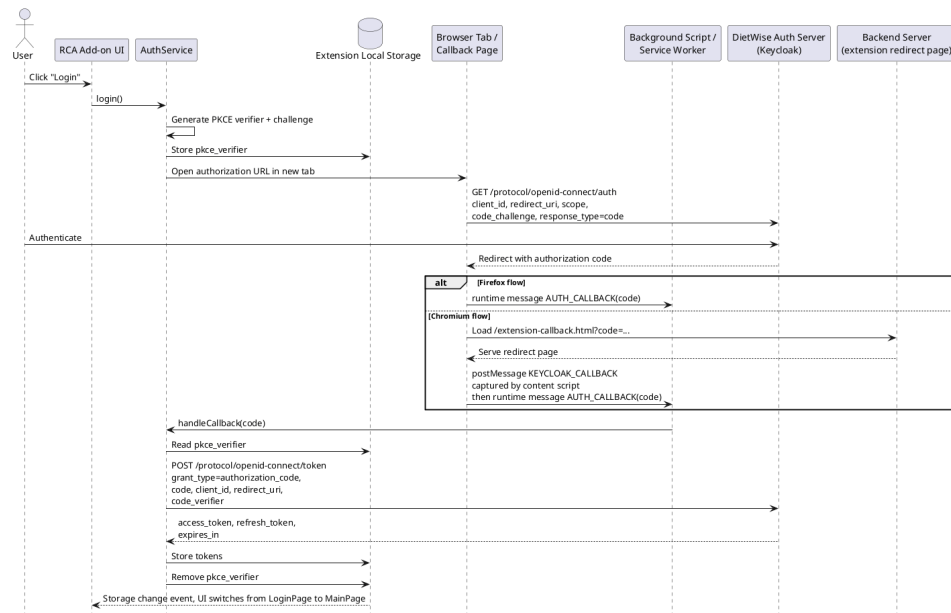 User
RCA Add-on UI
AuthService
Extension Local Storage
Browser Tab /
Callback Page
Background Script /
Service Worker
DietWise Auth Server
(Keycloak)
Backend Server
(extension redirect page)
Click "Login"
login()
Generate PKCE verifier + challenge
Store pkce_verifier
Open authorization URL in new tab
GET /protocol/openid-connect/auth
client_id, redirect_uri, scope,
code_challenge, response_type=code
Authenticate
Redirect with authorization code
alt [Firefox flow]
runtime message AUTH_CALLBACK(code)
[Chromium flow]
Load /extension-callback.html?code=...
Serve redirect page
postMessage KEYCLOAK_CALLBACK
captured by content script
then runtime message AUTH_CALLBACK(code)
handleCallback(code)
Read pkce_verifier
POST /protocol/openid-connect/token
grant_type=authorization_code,
code, client_id, redirect_uri,
code_verifier
access_token, refresh_token,
expires_in
Store tokens
Remove pkce_verifier
Storage change event, UI switches from LoginPage to MainPage